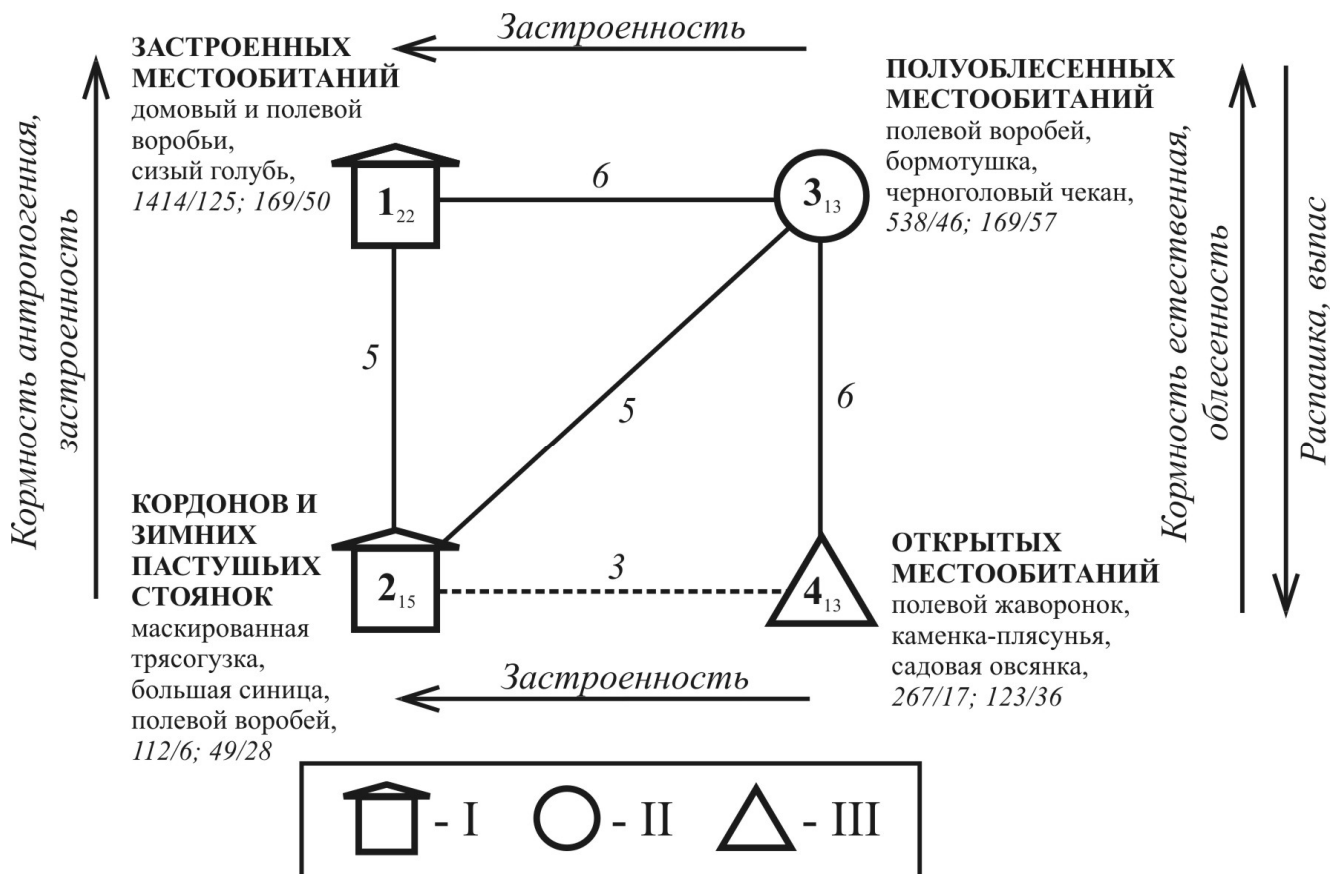 Застроенность
ЗАСТРОЕННЫХ
МЕСТООБИТАНИЙ
домовый и полевой
воробьи,
сизый голубь,
1414/125; 169/50
ПОЛУОБЛЕСЕННЫХ
МЕСТООБИТАНИЙ
полевой воробей,
бормотушка,
черноголовый чекан,
538/46; 169/57
Кормность антропогенная,
застроенность
1 22
6
3 13
Кормность естественная,
облесенность
Распашка, выпас
5
5
6
КОРДОНОВ И
ЗИМНИХ
ПАСТУШЬИХ
СТОЯНОК
маскированная
трясогузка,
большая синица,
полевой воробей,
112/6; 49/28
2 15
3
4 13
ОТКРЫТЫХ
МЕСТООБИТАНИЙ
полевой жаворонок,
каменка-плясунья,
садовая овсянка,
267/17; 123/36
Застроенность
- I
- II
- III